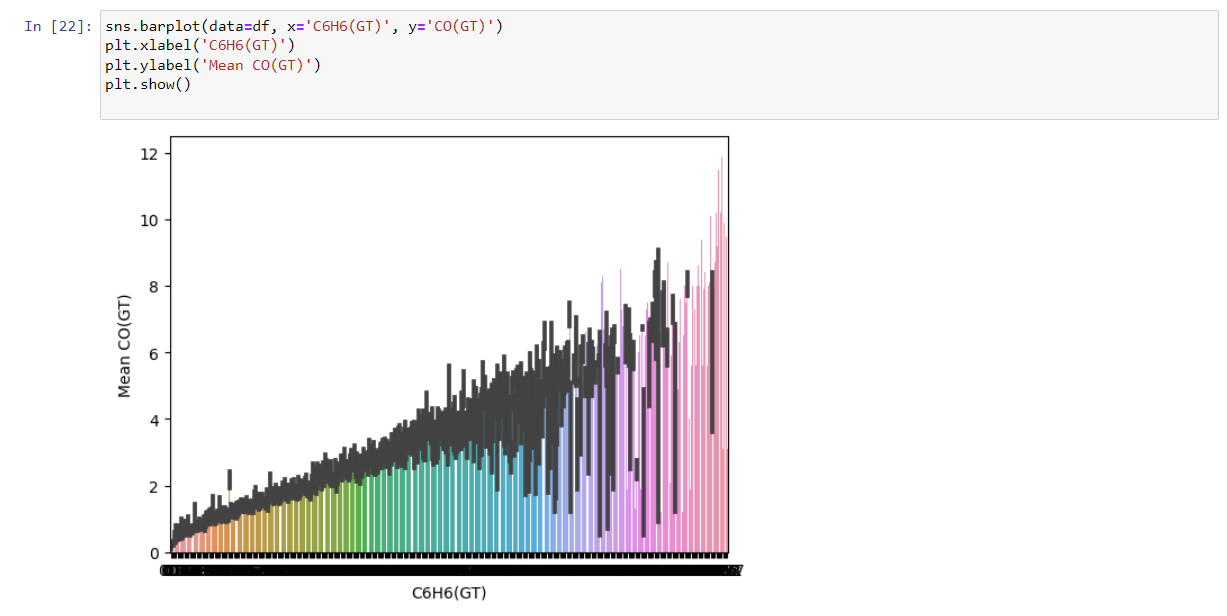 In [22]: sns.barplot(data=df, x='C6H6(GT)', y='CO(GT)')
plt.xlabel('C6H6(GT)')
plt.ylabel('Mean CO(GT)')
plt.show()
12
10
8
6
4
2
0
Mean CO(GT)
C6H6(GT)